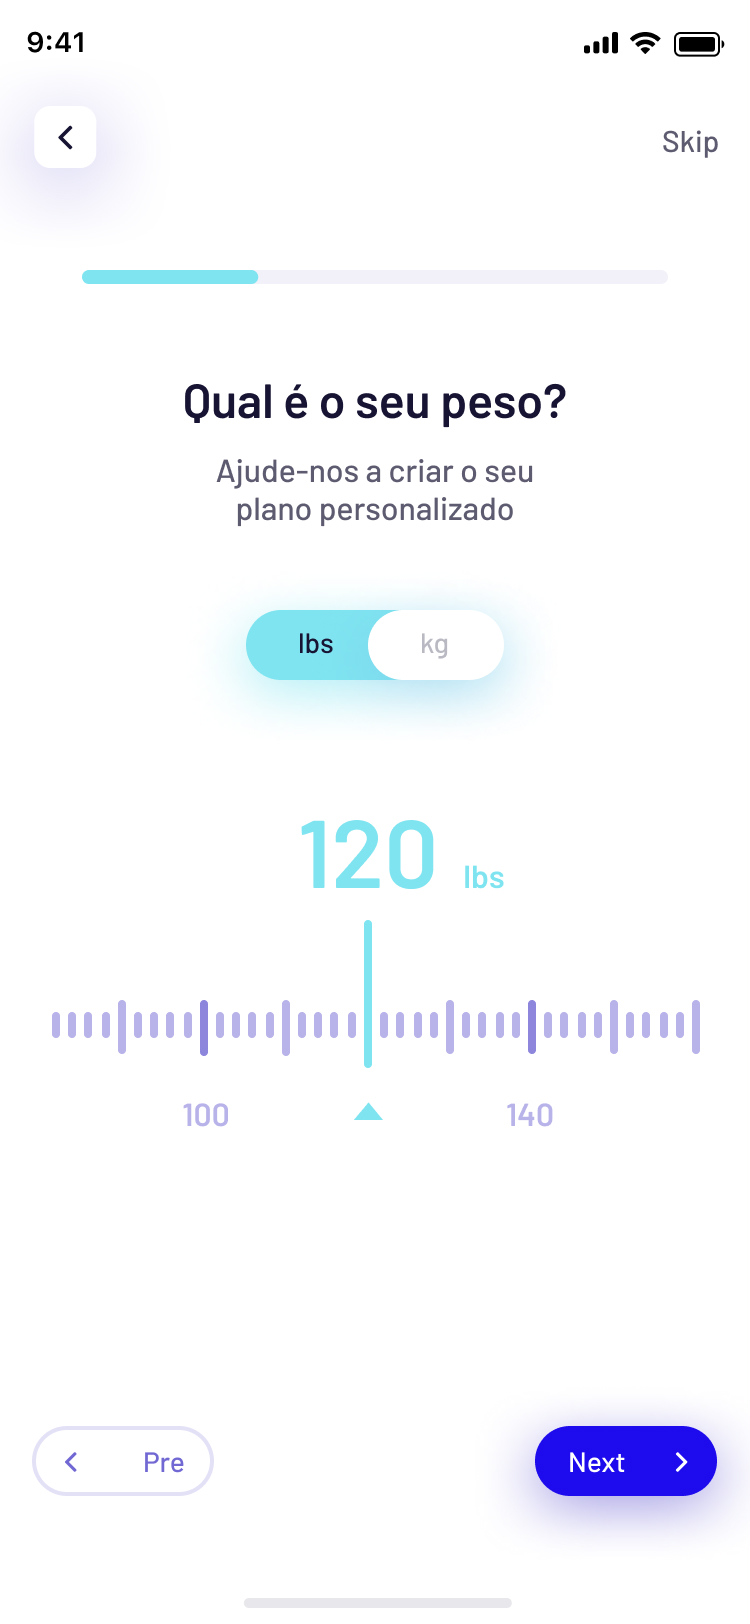 9:41
Skip
Qual é o seu peso?
Ajude-nos a criar o seu
plano personalizado
lbs kg
120 lbs
100 140
Pre Next